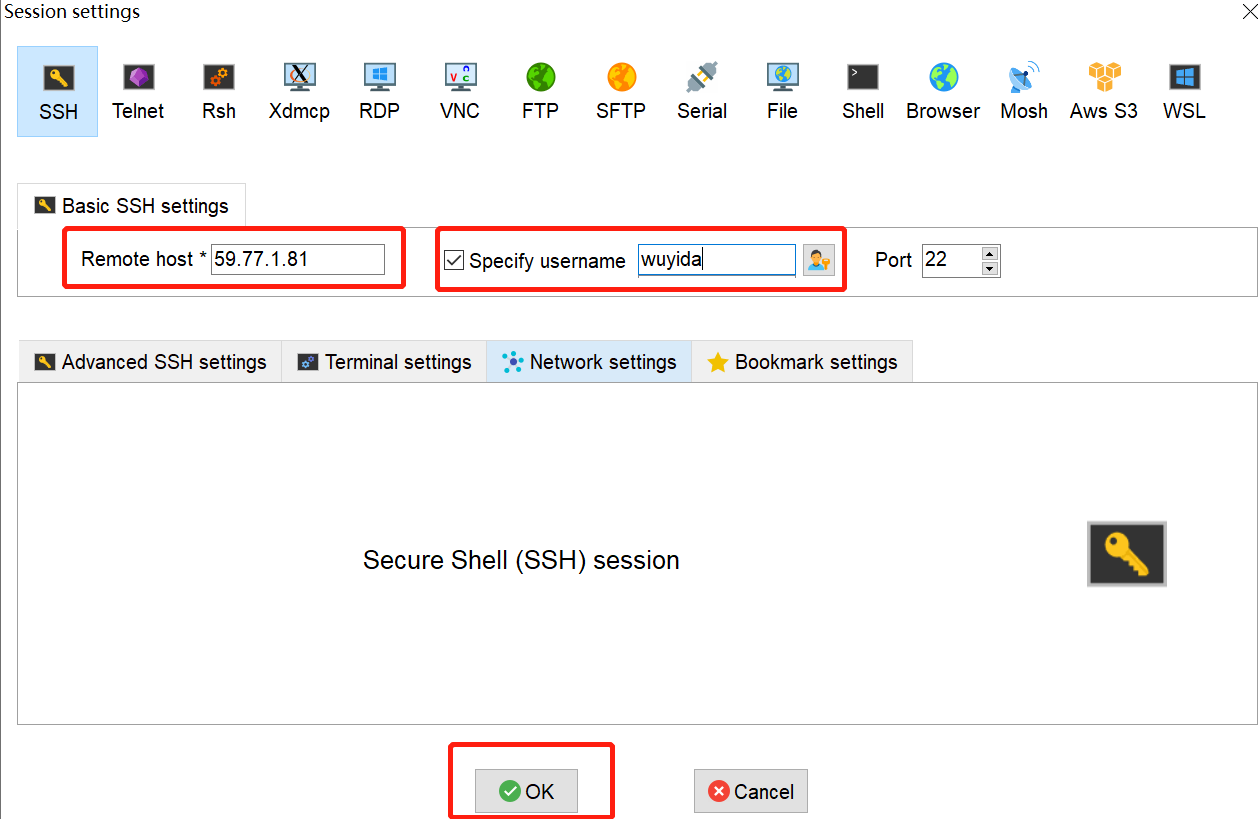 Session settings
SSH Telnet Rsh Xdmcp RDP VNC FTP SFTP Serial File Shell Browser Mosh Aws S3 WSL
Basic SSH settings
Remote host * 59.77.1.81 Specify username wuyida Port 22
Advanced SSH settings Terminal settings Network settings Bookmark settings
Secure Shell (SSH) session
OK Cancel